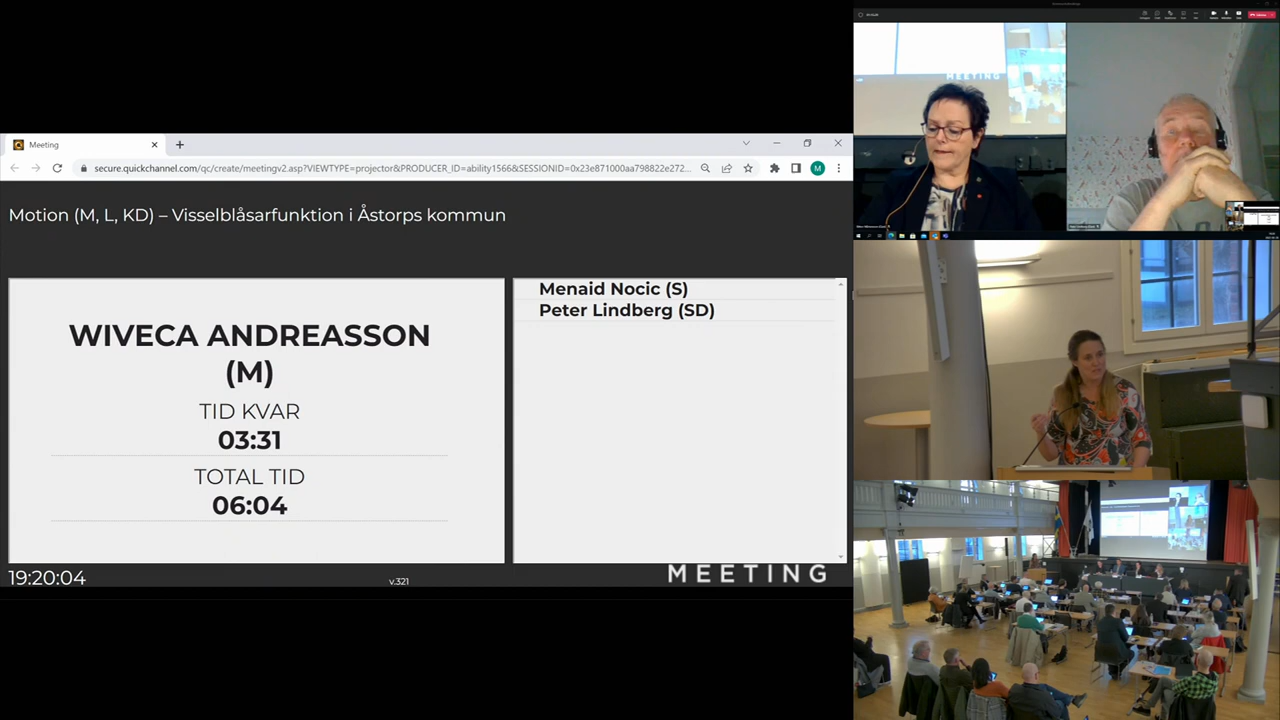 Meeting
secure.quickchannel.com/qc/create/meetingv2.asp?VIEWTYPE=projector&PRODUCER_ID=ability1566&SESSIONID=0x23e871000aa798822e272...
M
Motion (M, L, KD) – Visselblåsarfunktion i Åstorps kommun
WIVECA ANDREASSON
(M)
TID KVAR
03:31
TOTAL TID
06:04
Menaid Nocic (S)
Peter Lindberg (SD)
19:20:04
v.321
MEETING
MEETING